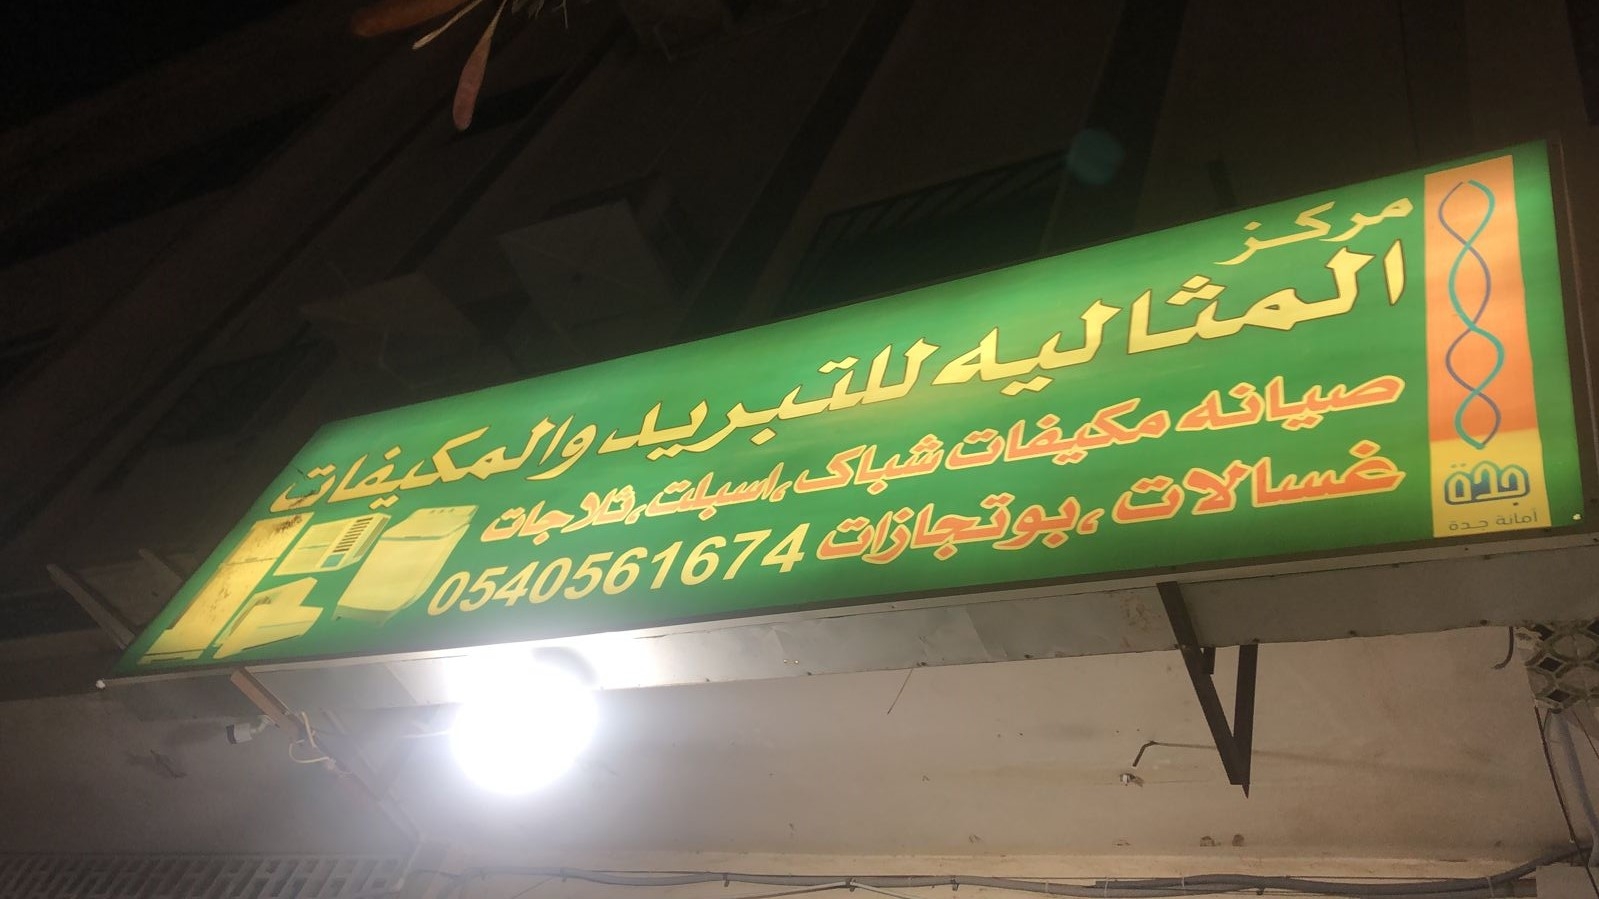 مركز
المثاليه للتبريد والمكيفات
صيانه مكيفات شباك ،اسبلت،ثلاجات
غسالات ،بوتجازات 0540561674
جدة
أمانة جدة